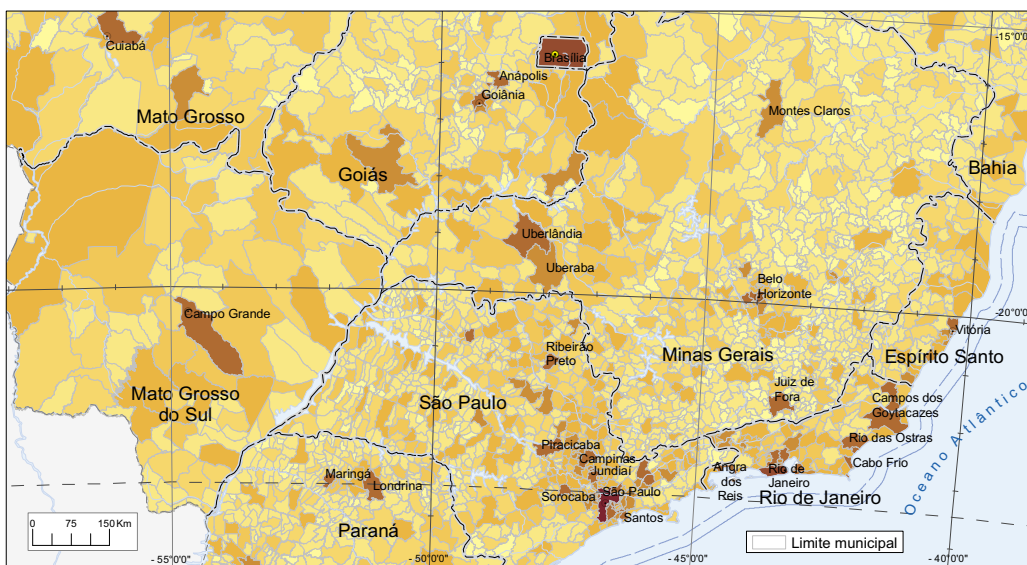 -15°0'0"
Cuiabá
Brasília
Anápolis
Goiânia
Mato Grosso
Montes Claros
Goiás
Bahia
Uberlândia
Uberaba
Belo
Horizonte
Campo Grande
-20°0'0"
Vitória
Ribeirão
Preto
Minas Gerais
Espírito Santo
Mato Grosso
do Sul
São Paulo
Juiz de
Fora
Campos dos
Goytacazes
Oceano Atlântico
Piracicaba
Rio das Ostras
Campinas
Jundiaí
Cabo Frio
Maringá
Londrina
Sorocaba
São Paulo
Angra
dos
Reis
Rio de
Janeiro
Rio de Janeiro
Santos
Paraná
0 75 150 Km
Limite municipal
- 55°0'0"
- 50°0'0"
- 45°0'0"
- 40°0'0"